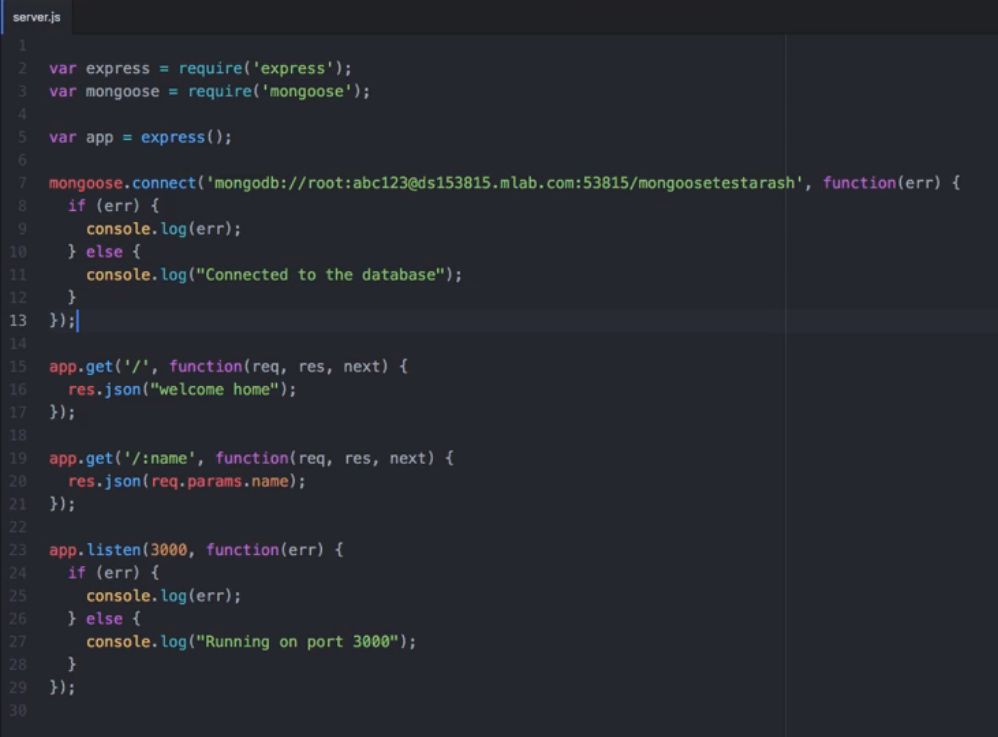 server.js
1
2 var express = require('express');
3 var mongoose = require('mongoose');
4
5 var app = express();
6
7 mongoose.connect('mongodb://root:abc123@ds153815.mlab.com:53815/mongoosetestarash', function(err) {
8   if (err) {
9     console.log(err);
10   } else {
11     console.log("Connected to the database");
12   }
13 });
14
15 app.get('/', function(req, res, next) {
16   res.json("welcome home");
17 });
18
19 app.get('/:name', function(req, res, next) {
20   res.json(req.params.name);
21 });
22
23 app.listen(3000, function(err) {
24   if (err) {
25     console.log(err);
26   } else {
27     console.log("Running on port 3000");
28   }
29 });
30